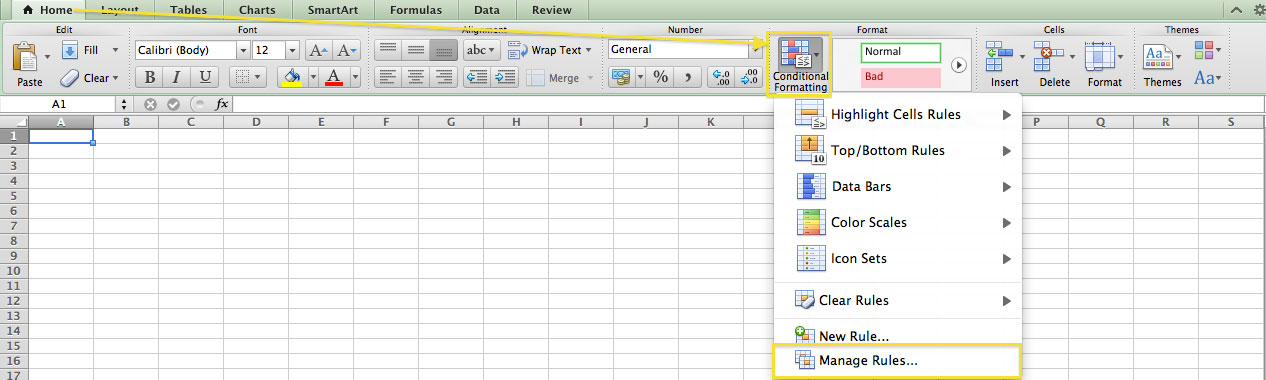 Home Layout Tables Charts SmartArt Formulas Data Review
Edit Font Alignment Number Format Cells Themes
Fill Calibri (Body) 12 A A abc Wrap Text General Normal
Paste Clear B I U A Merge % , .0 .00 .00 .0 Conditional Formatting Bad Insert Delete Format Themes Aa
A1 fx
A B C D E F G H I J K P Q R S
1
2
3
4
5
6
7
8
9
10
11
12
13
14
15
16
17
Highlight Cells Rules
10 Top/Bottom Rules
Data Bars
Color Scales
Icon Sets
Clear Rules
New Rule...
Manage Rules...